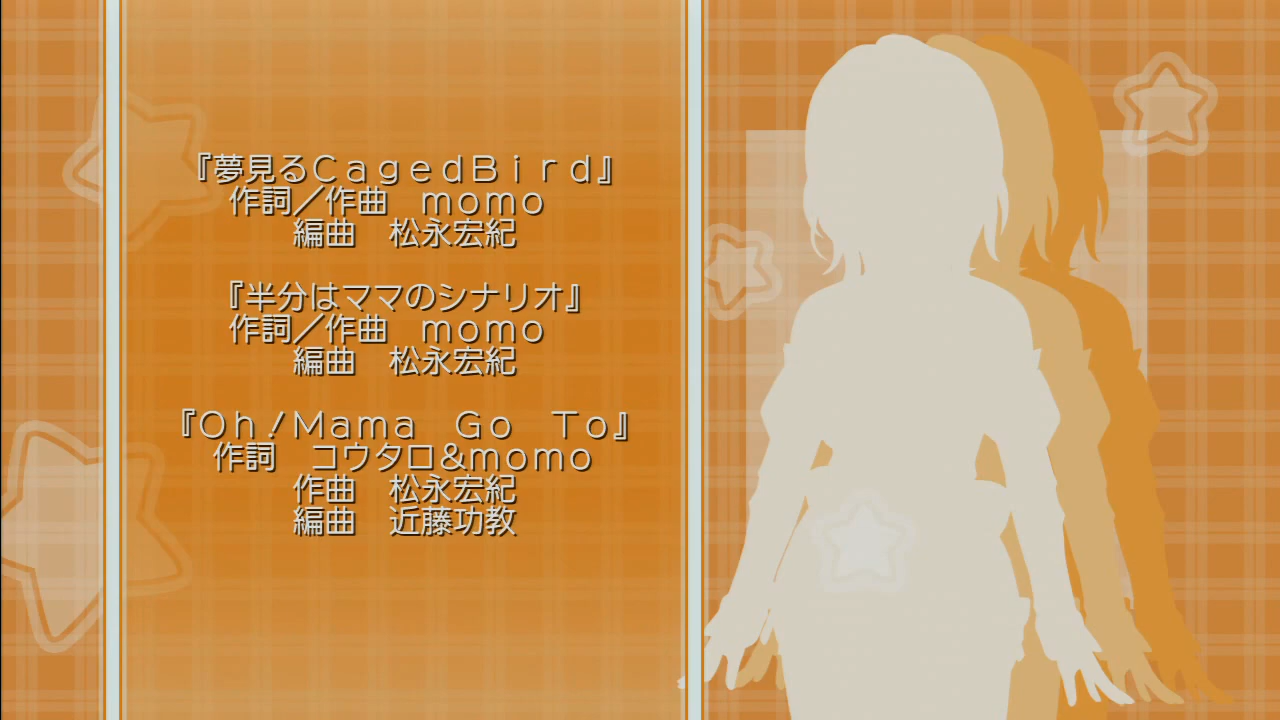 『夢見るＣａｇｅｄＢｉｒｄ』
作詞／作曲　ｍｏｍｏ
編曲　松永宏紀
『半分はママのシナリオ』
作詞／作曲　ｍｏｍｏ
編曲　松永宏紀
『Ｏｈ！Ｍａｍａ　Ｇｏ　Ｔｏ』
作詞　コウタロ＆ｍｏｍｏ
作曲　松永宏紀
編曲　近藤功教